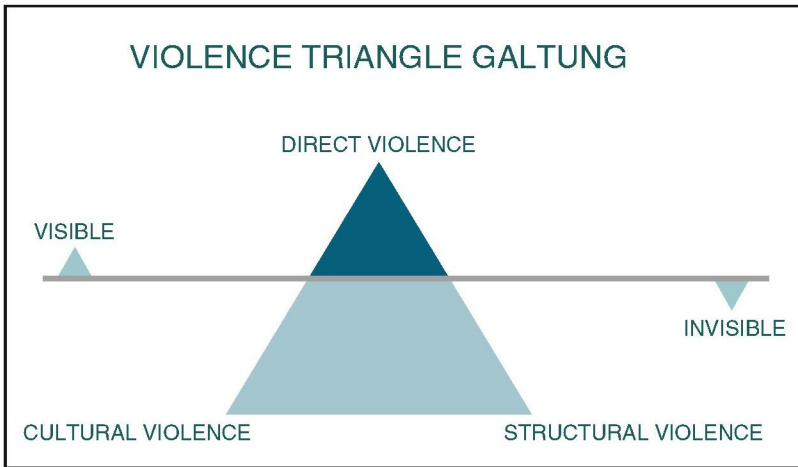 VIOLENCE TRIANGLE GALTUNG
DIRECT VIOLENCE
VISIBLE
INVISIBLE
CULTURAL VIOLENCE
STRUCTURAL VIOLENCE